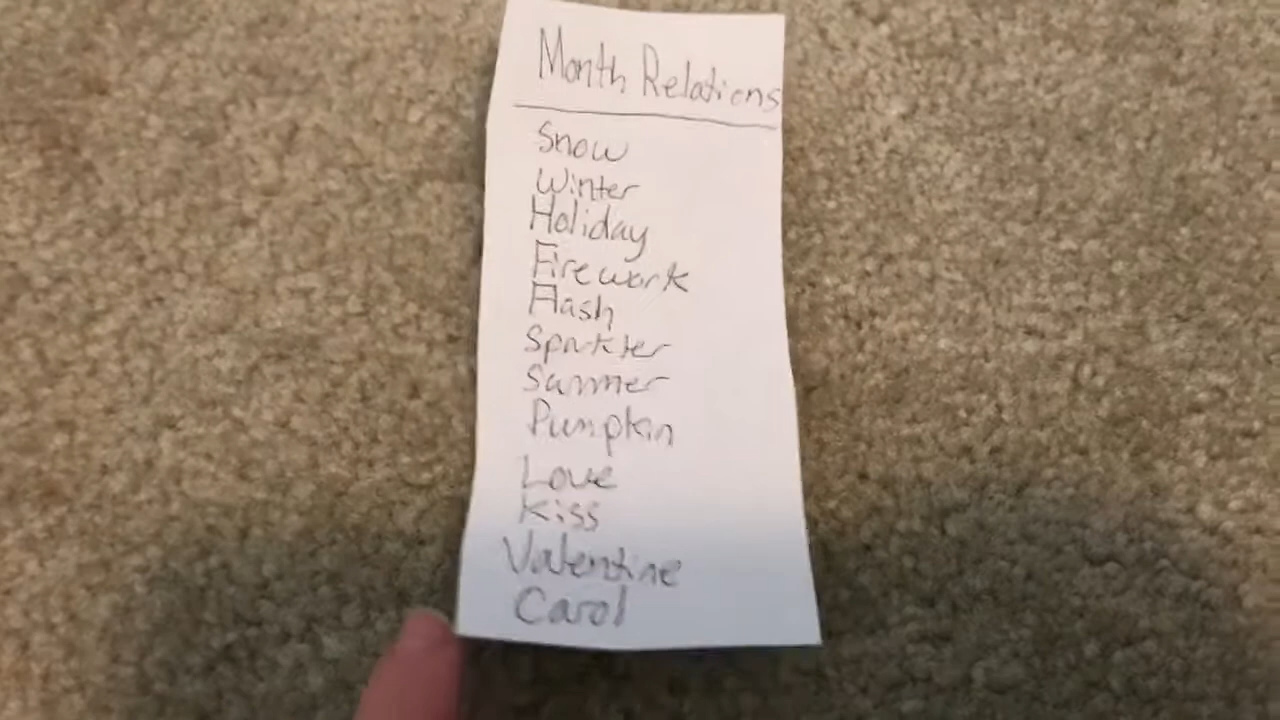 Month Relations
Snow
Winter
Holiday
Firework
Flash
Sparkler
Summer
Pumpkin
Love
Kiss
Valentine
Carol